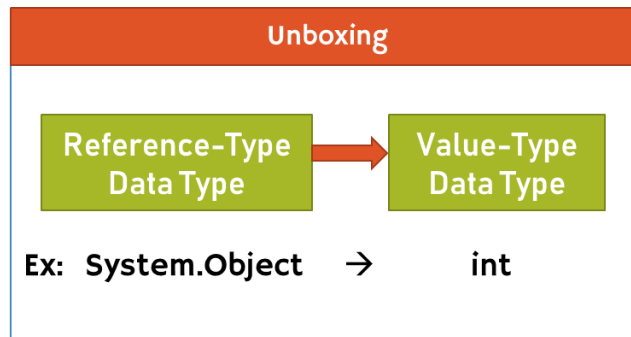 Unboxing
Reference-Type
Data Type
Value-Type
Data Type
Ex: System.Object → int